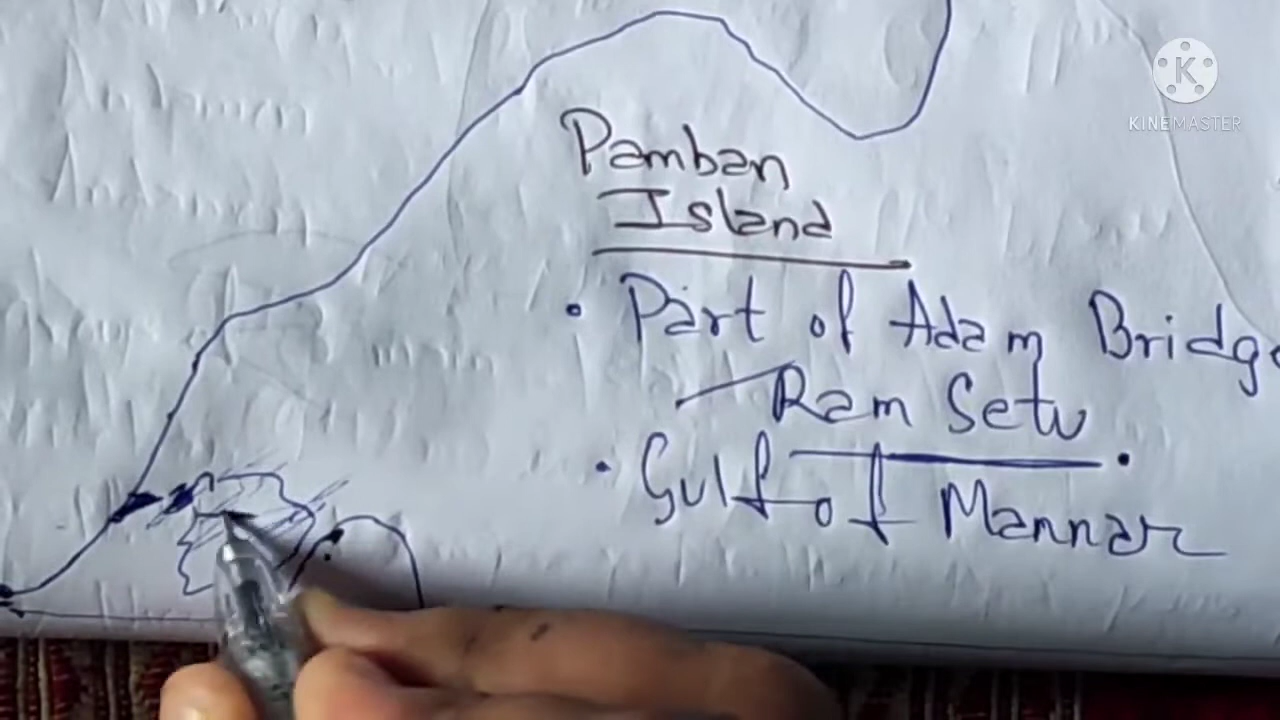 K
KINEMASTER
Pamban
Island
• Part of Adam Bridge
Ram Setu
• Gulf of Mannar